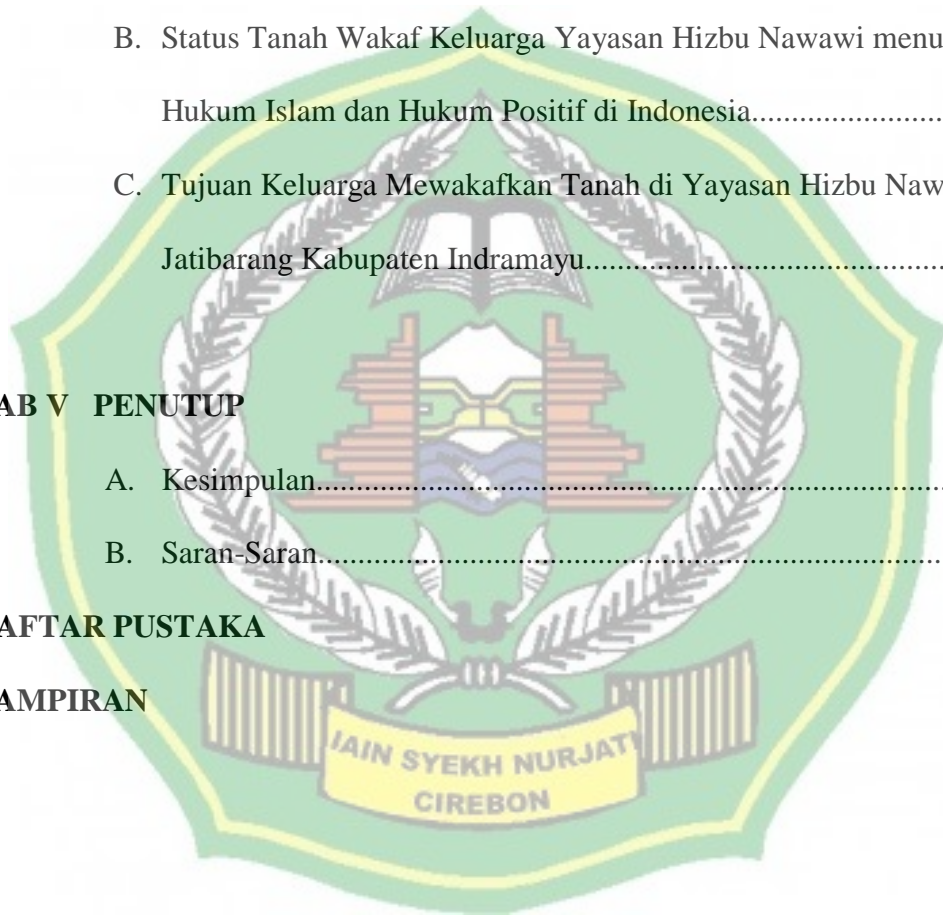 B. Status Tanah Wakaf Keluarga Yayasan Hizbu Nawawi menu
Hukum Islam dan Hukum Positif di Indonesia.......................
C. Tujuan Keluarga Mewakafkan Tanah di Yayasan Hizbu Naw
Jatibarang Kabupaten Indramayu...........................................
AB V PENUTUP
A. Kesimpulan...............................................................................
B. Saran-Saran...............................................................................
AFTAR PUSTAKA
AMPIRAN
IAIN SYEKH NURJATI
CIREBON